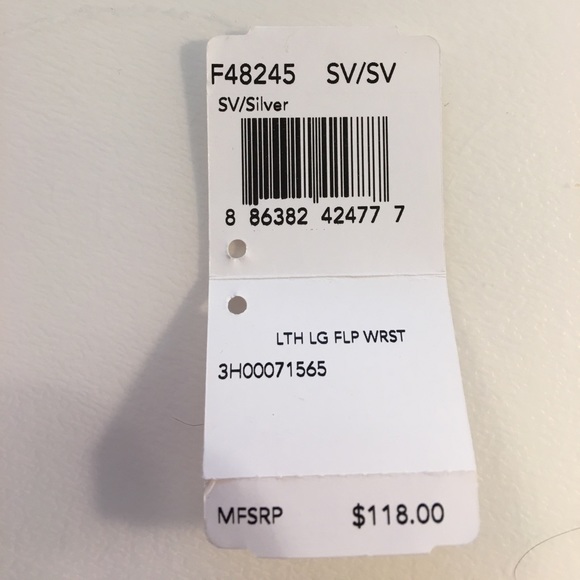 F48245 SV/SV
SV/Silver
8 86382 42477 7
LTH LG FLP WRST
3H00071565
MFSRP $118.00